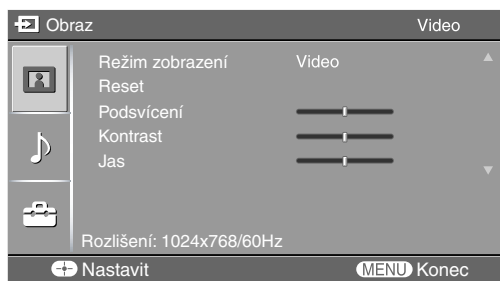 Obraz Video
Režim zobrazení Video
Reset
Podsvícení
Kontrast
Jas
Rozlišení: 1024x768/60Hz
Nastavit MENU Konec